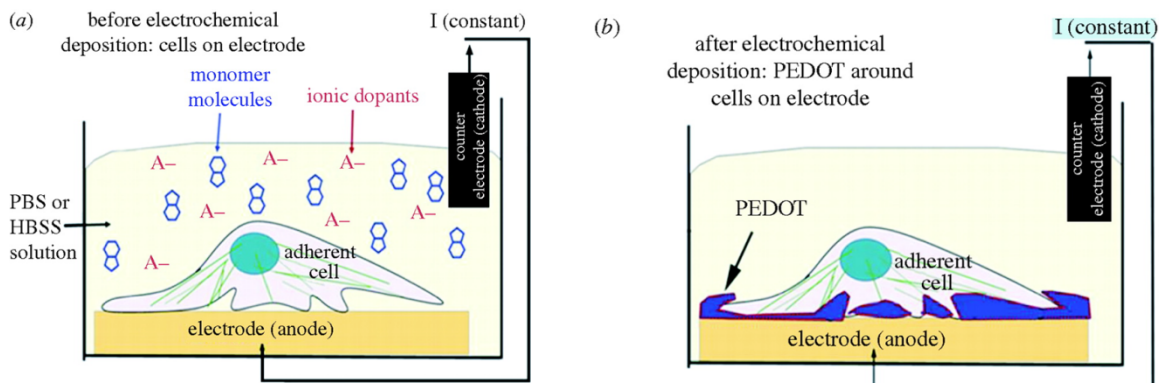 (a)
before electrochemical
deposition: cells on electrode
I (constant)
monomer
molecules
ionic dopants
A–
A–
A–
A–
A–
A–
A–
counter
electrode (cathode)
PBS or
HBSS
solution
adherent
cell
electrode (anode)
(b)
after electrochemical
deposition: PEDOT around
cells on electrode
I (constant)
counter
electrode (cathode)
PEDOT
adherent
cell
electrode (anode)